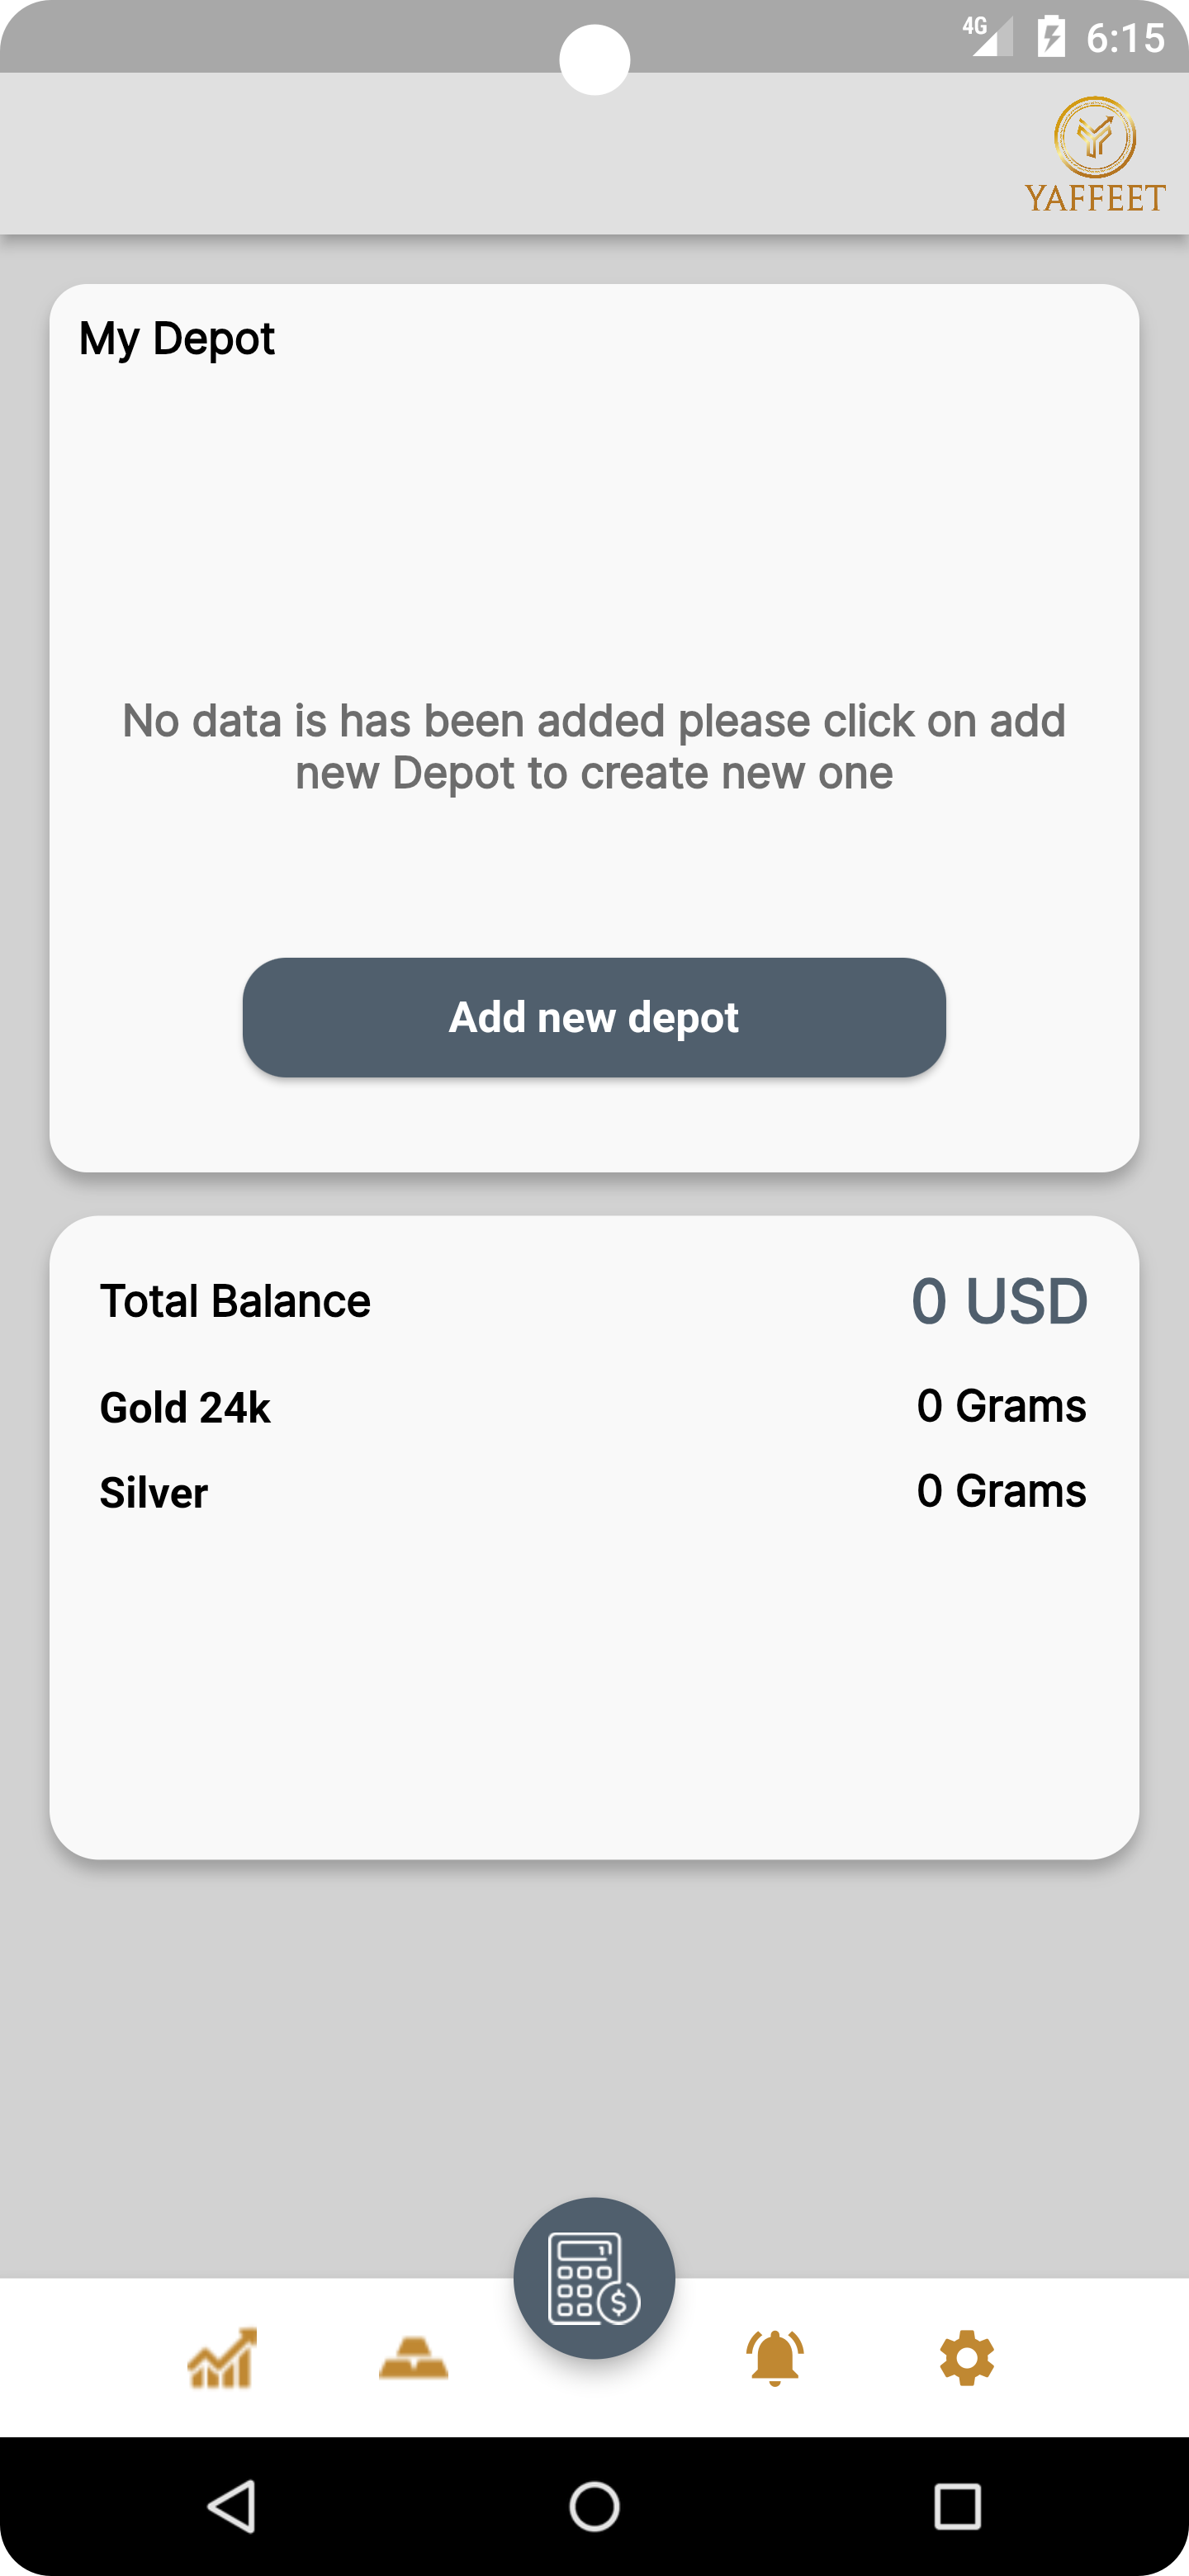 4G 6:15
YAFFEET
My Depot
No data is has been added please click on add
new Depot to create new one
Add new depot
Total Balance 0 USD
Gold 24k 0 Grams
Silver 0 Grams